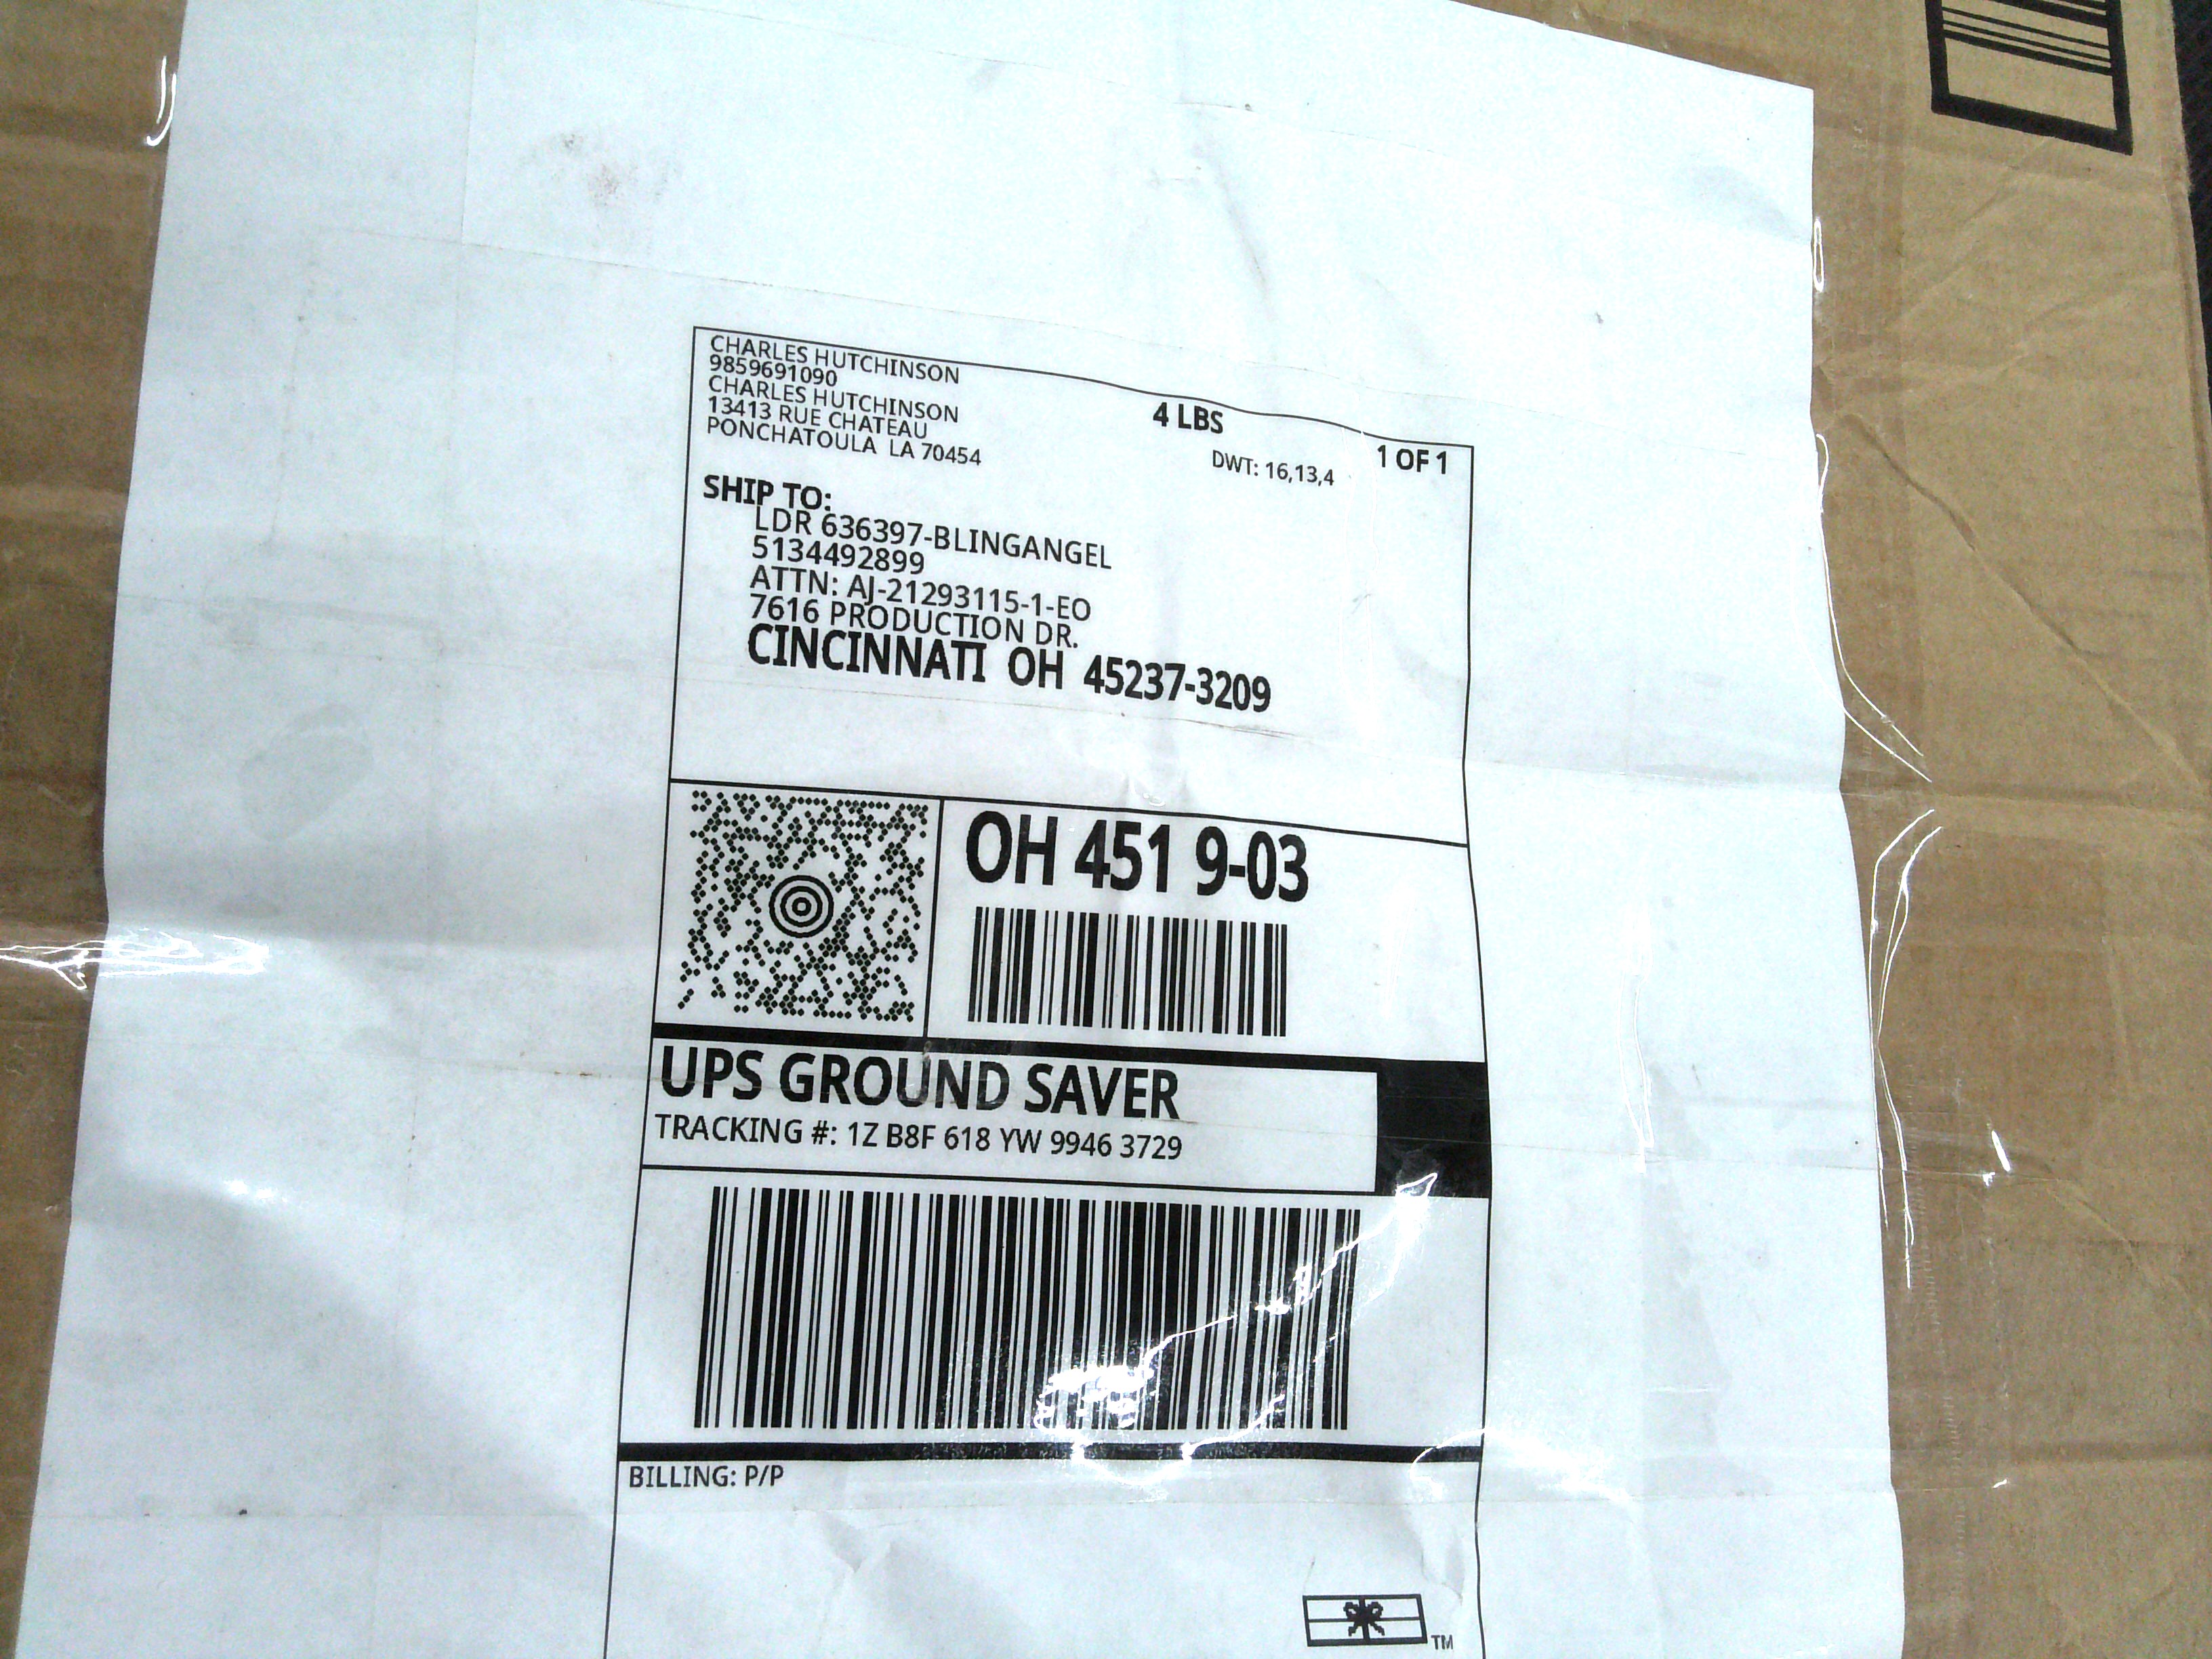 CHARLES HUTCHINSON
9859691090
CHARLES HUTCHINSON
13413 RUE CHATEAU
PONCHATOULA LA 70454
4 LBS
1 OF 1
DWT: 16,13,4
SHIP TO:
LDR 636397-BLINGANGEL
5134492899
ATTN: AJ-21293115-1-EO
7616 PRODUCTION DR.
CINCINNATI OH 45237-3209
OH 451 9-03
UPS GROUND SAVER
TRACKING #: 1Z B8F 618 YW 9946 3729
BILLING: P/P
TM